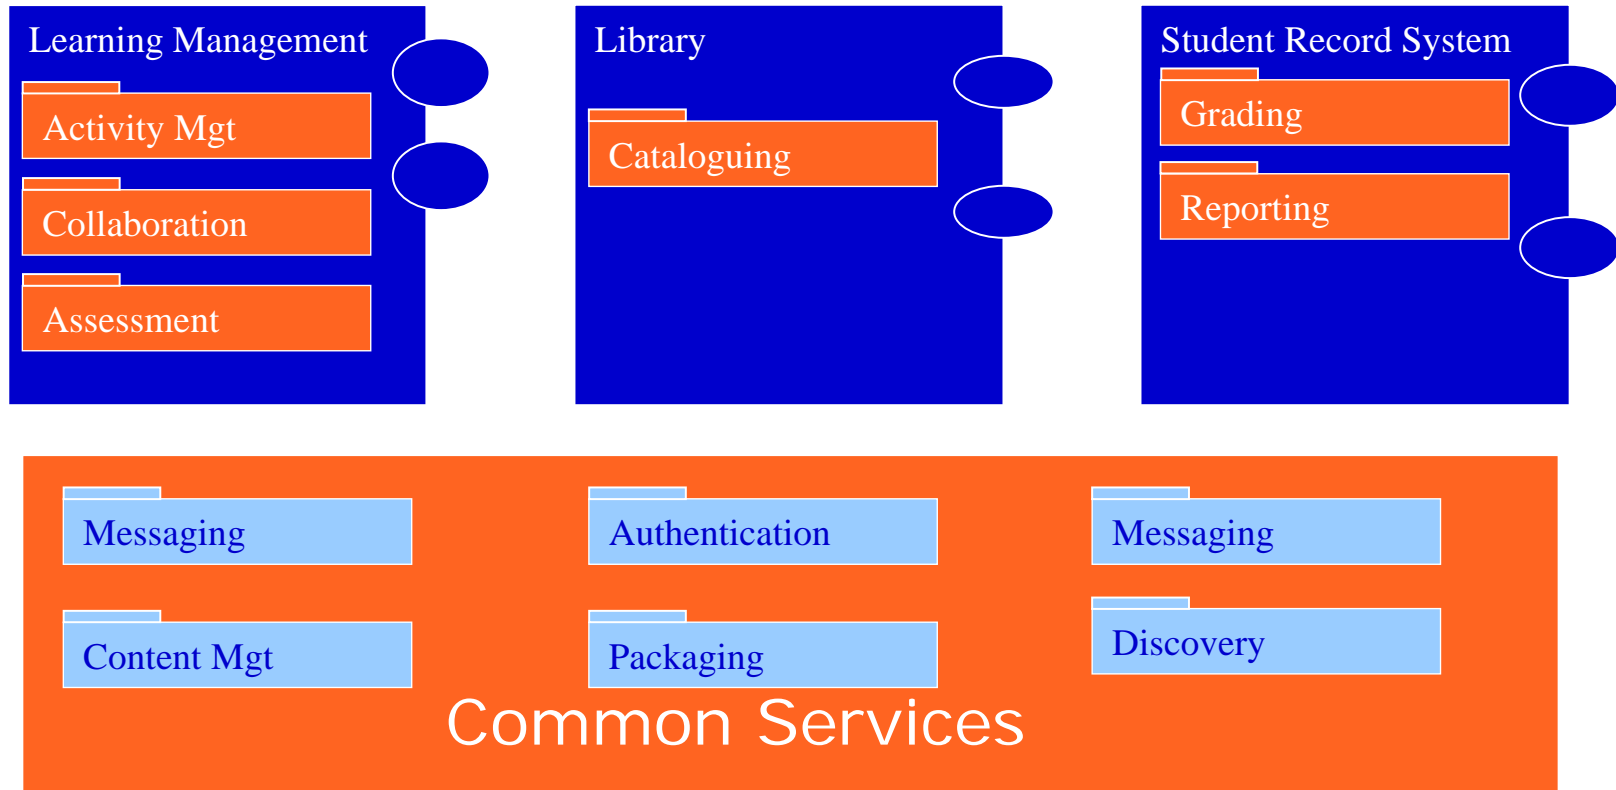 Learning Management
Activity Mgt
Collaboration
Assessment
Library
Cataloguing
Student Record System
Grading
Reporting
Messaging
Authentication
Messaging
Content Mgt
Packaging
Discovery
Common Services